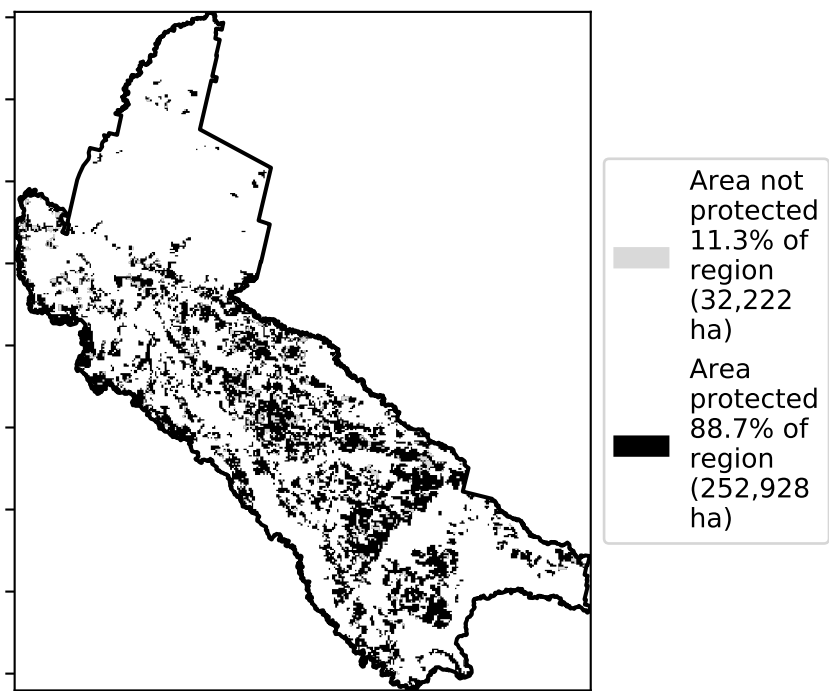 Area not
protected
11.3% of
region
(32,222
ha)
Area
protected
88.7% of
region
(252,928
ha)